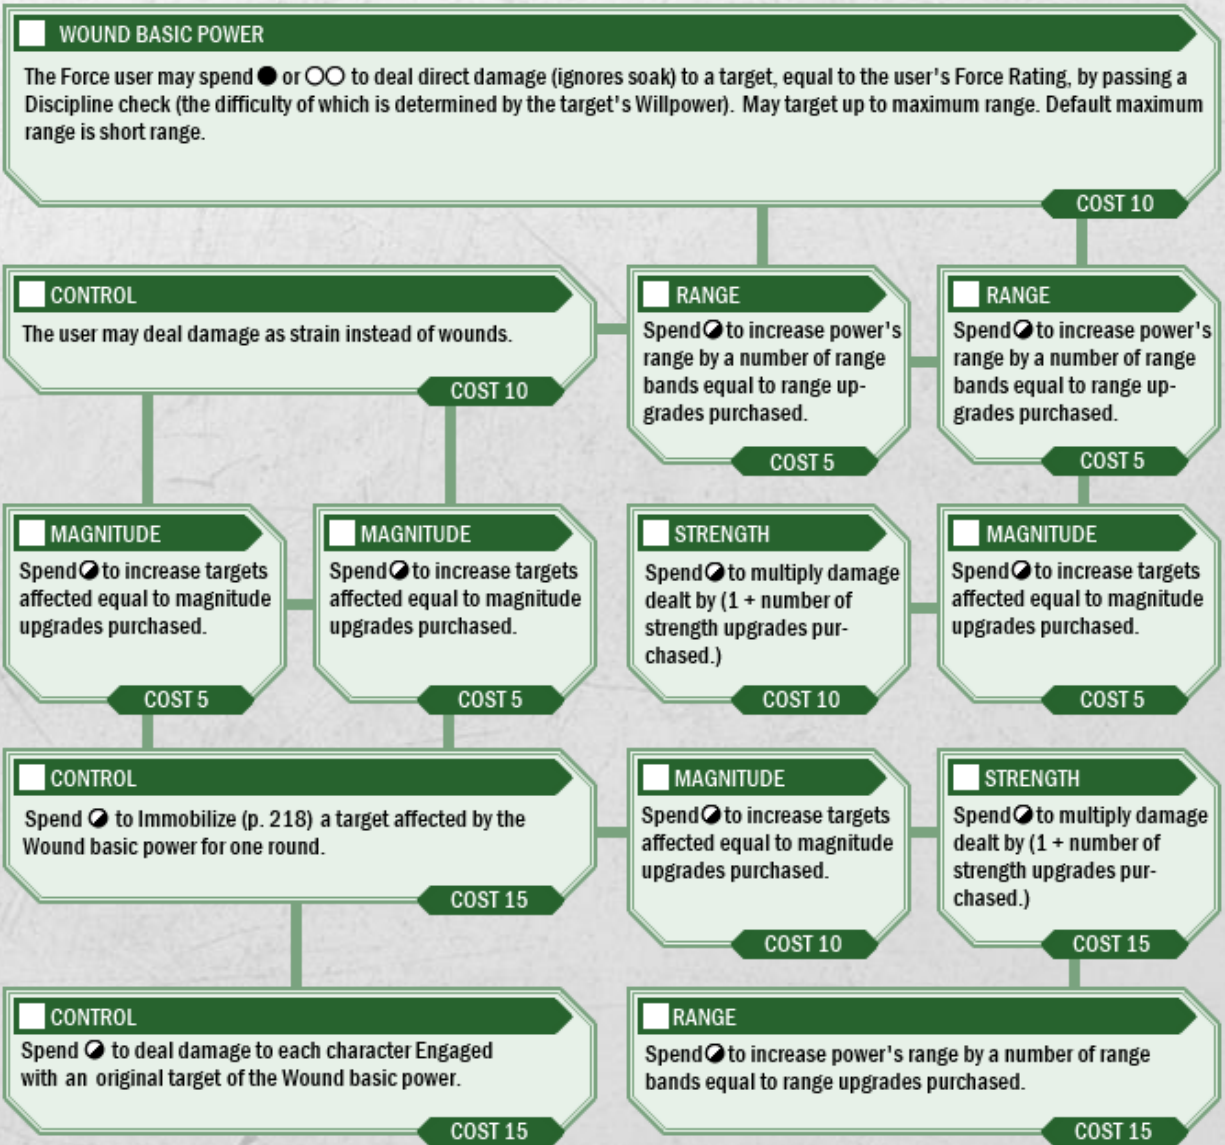 WOUND BASIC POWER
The Force user may spend ● or ○○ to deal direct damage (ignores soak) to a target, equal to the user's Force Rating, by passing a
Discipline check (the difficulty of which is determined by the target's Willpower). May target up to maximum range. Default maximum
range is short range.
COST 10
CONTROL
The user may deal damage as strain instead of wounds.
COST 10
RANGE
Spend ◪ to increase power's
range by a number of range
bands equal to range up-
grades purchased.
COST 5
RANGE
Spend ◪ to increase power's
range by a number of range
bands equal to range up-
grades purchased.
COST 5
MAGNITUDE
Spend ◪ to increase targets
affected equal to magnitude
upgrades purchased.
COST 5
MAGNITUDE
Spend ◪ to increase targets
affected equal to magnitude
upgrades purchased.
COST 5
STRENGTH
Spend ◪ to multiply damage
dealt by (1 + number of
strength upgrades pur-
chased.)
COST 10
MAGNITUDE
Spend ◪ to increase targets
affected equal to magnitude
upgrades purchased.
COST 5
CONTROL
Spend ◪ to Immobilize (p. 218) a target affected by the
Wound basic power for one round.
COST 15
MAGNITUDE
Spend ◪ to increase targets
affected equal to magnitude
upgrades purchased.
COST 10
STRENGTH
Spend ◪ to multiply damage
dealt by (1 + number of
strength upgrades pur-
chased.)
COST 15
CONTROL
Spend ◪ to deal damage to each character Engaged
with an original target of the Wound basic power.
COST 15
RANGE
Spend ◪ to increase power's range by a number of range
bands equal to range upgrades purchased.
COST 15